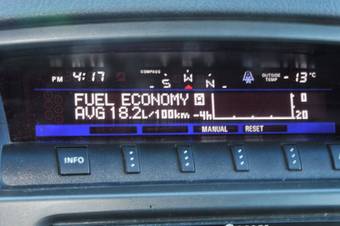 PM 4:17 COMPASS S W N OUTSIDE TEMP -13°C
FUEL ECONOMY A 0
AVG 18.2L/100km -4h 20
MANUAL RESET
INFO